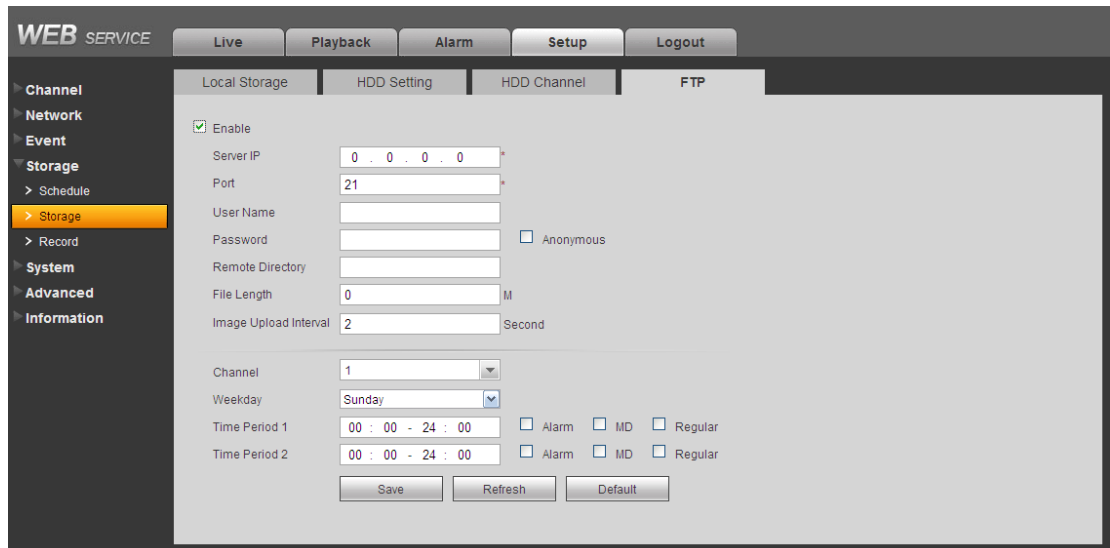 WEB SERVICE
Live Playback Alarm Setup Logout
Local Storage HDD Setting HDD Channel FTP
Channel
Network
Event
Storage
> Schedule
> Storage
> Record
System
Advanced
Information
Enable
Server IP 0 . 0 . 0 . 0 *
Port 21 *
User Name
Password Anonymous
Remote Directory
File Length 0 M
Image Upload Interval 2 Second
Channel 1
Weekday Sunday
Time Period 1 00 : 00 - 24 : 00 Alarm MD Regular
Time Period 2 00 : 00 - 24 : 00 Alarm MD Regular
Save Refresh Default